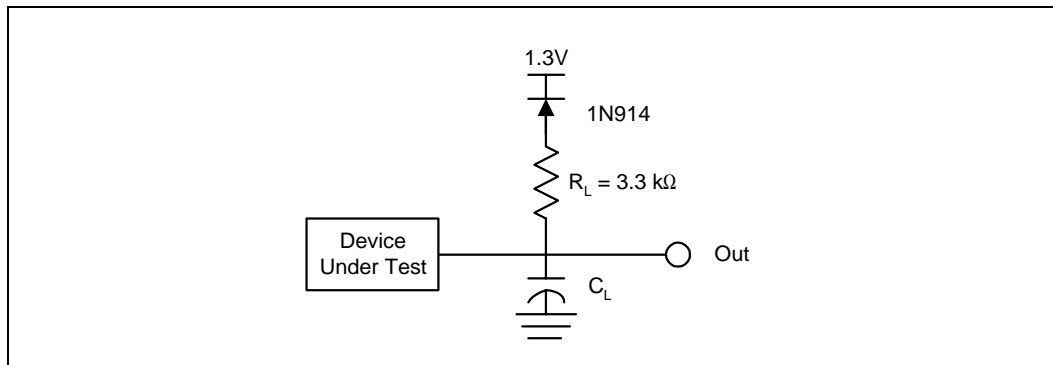 1.3V
1N914
R_L = 3.3 kΩ
Device
Under Test
Out
C_L